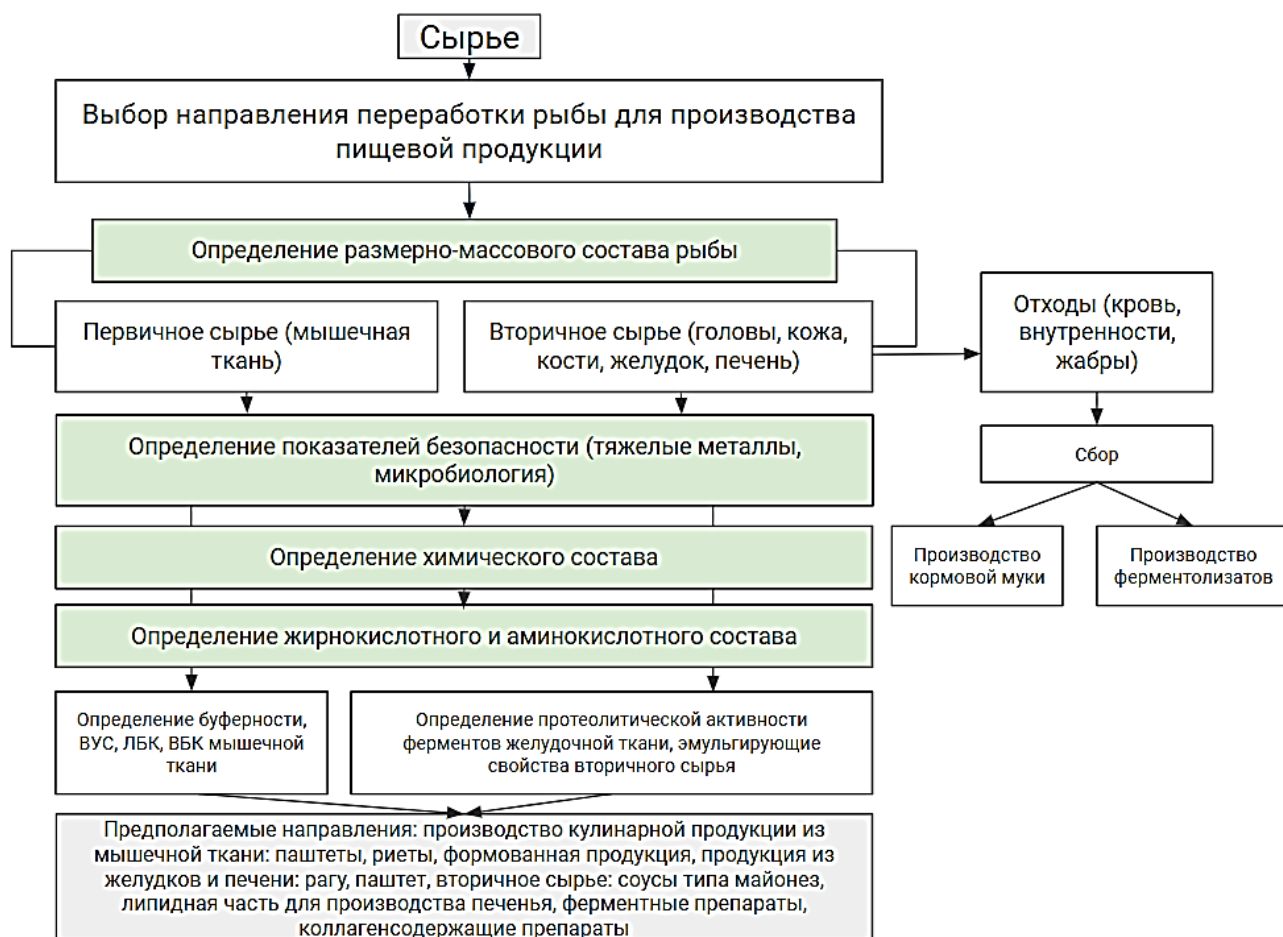 Сырье
Выбор направления переработки рыбы для производства
пищевой продукции
Определение размерно-массового состава рыбы
Первичное сырье (мышечная
ткань)
Вторичное сырье (головы, кожа,
кости, желудок, печень)
Отходы (кровь,
внутренности,
жабры)
Определение показателей безопасности (тяжелые металлы,
микробиология)
Сбор
Определение химического состава
Производство
кормовой муки
Производство
ферментолизатов
Определение жирнокислотного и аминокислотного состава
Определение буферности,
ВУС, ЛБК, ВБК мышечной
ткани
Определение протеолитической активности
ферментов желудочной ткани, эмульгирующие
свойства вторичного сырья
Предполагаемые направления: производство кулинарной продукции из
мышечной ткани: паштеты, риеты, формованная продукция, продукция из
желудков и печени: рагу, паштет, вторичное сырье: соусы типа майонез,
липидная часть для производства печенья, ферментные препараты,
коллагенсодержащие препараты